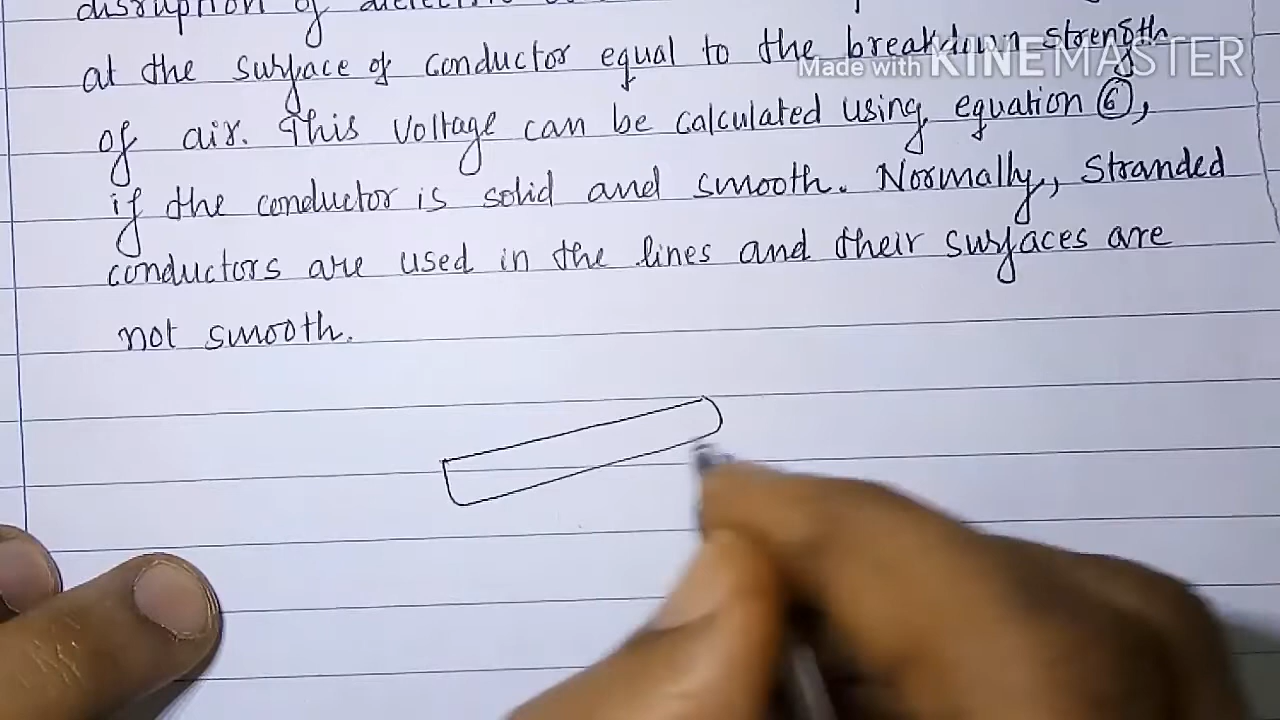 disruption of
at the surface of conductor equal to the breakdown strength
Made with KINEMASTER
of air. This voltage can be calculated using equation ⑥,
if the conductor is solid and smooth. Normally, stranded
conductors are used in the lines and their surfaces are
not smooth.